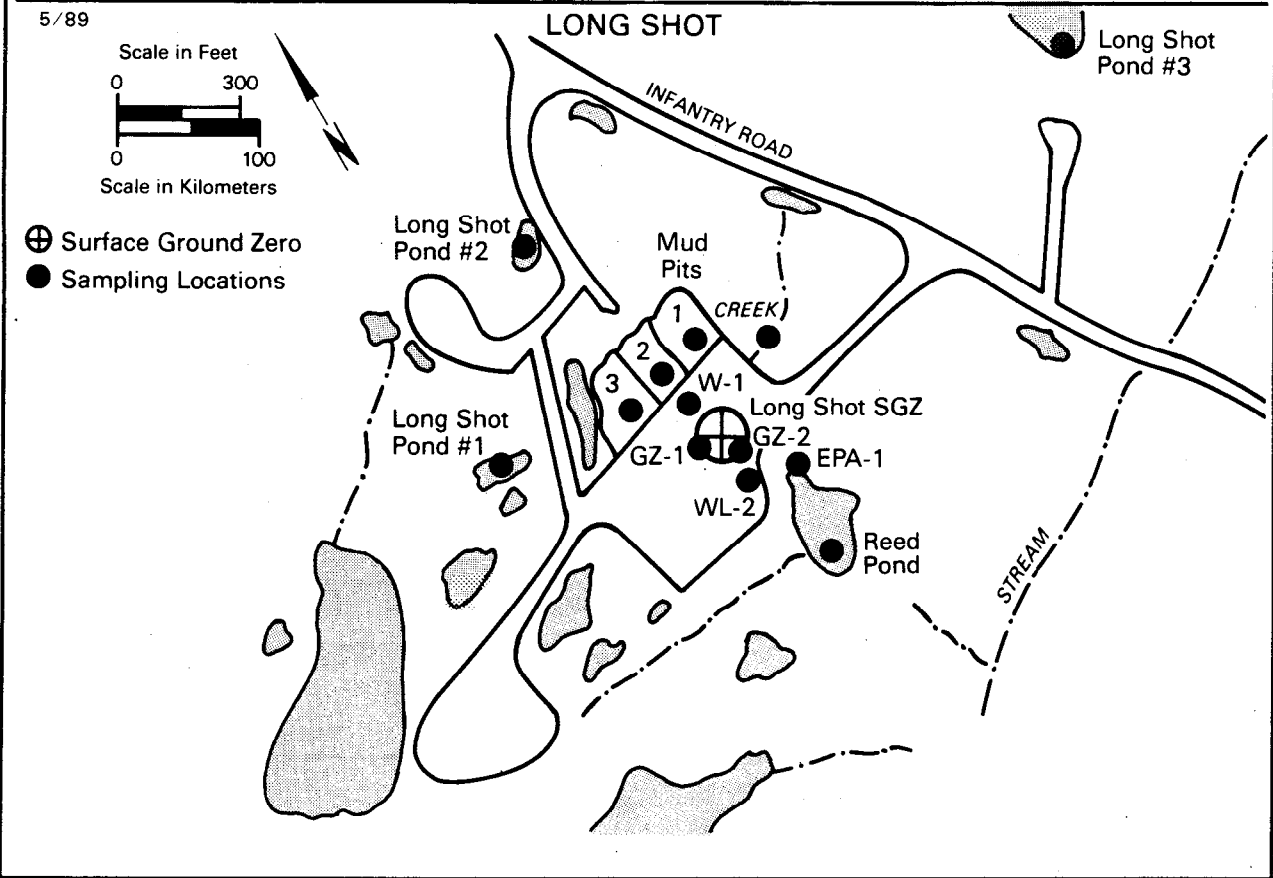 5/89
LONG SHOT
Scale in Feet
0 300
0 100
Scale in Kilometers
Surface Ground Zero
Sampling Locations
Long Shot
Pond #3
INFANTRY ROAD
Long Shot
Pond #2
Mud
Pits
1
CREEK
2
3
W-1
Long Shot SGZ
Long Shot
Pond #1
GZ-1
GZ-2
EPA-1
WL-2
Reed
Pond
STREAM
N